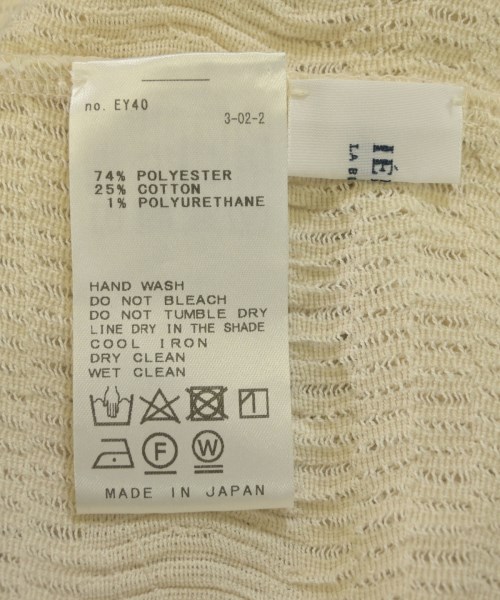 no. EY40
3-02-2
74% POLYESTER
25% COTTON
1% POLYURETHANE
HAND WASH
DO NOT BLEACH
DO NOT TUMBLE DRY
LINE DRY IN THE SHADE
COOL IRON
DRY CLEAN
WET CLEAN
F
W
MADE IN JAPAN
LA